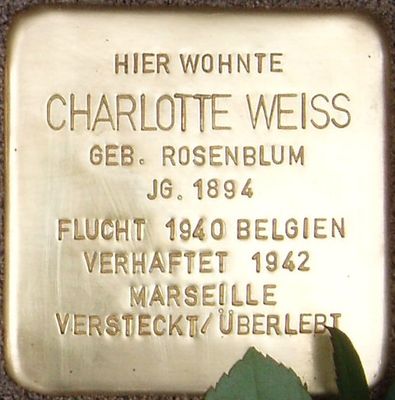 HIER WOHNTE
CHARLOTTE WEISS
GEB. ROSENBLUM
JG. 1894
FLUCHT 1940 BELGIEN
VERHAFTET 1942
MARSEILLE
VERSTECKT/ÜBERLEBT